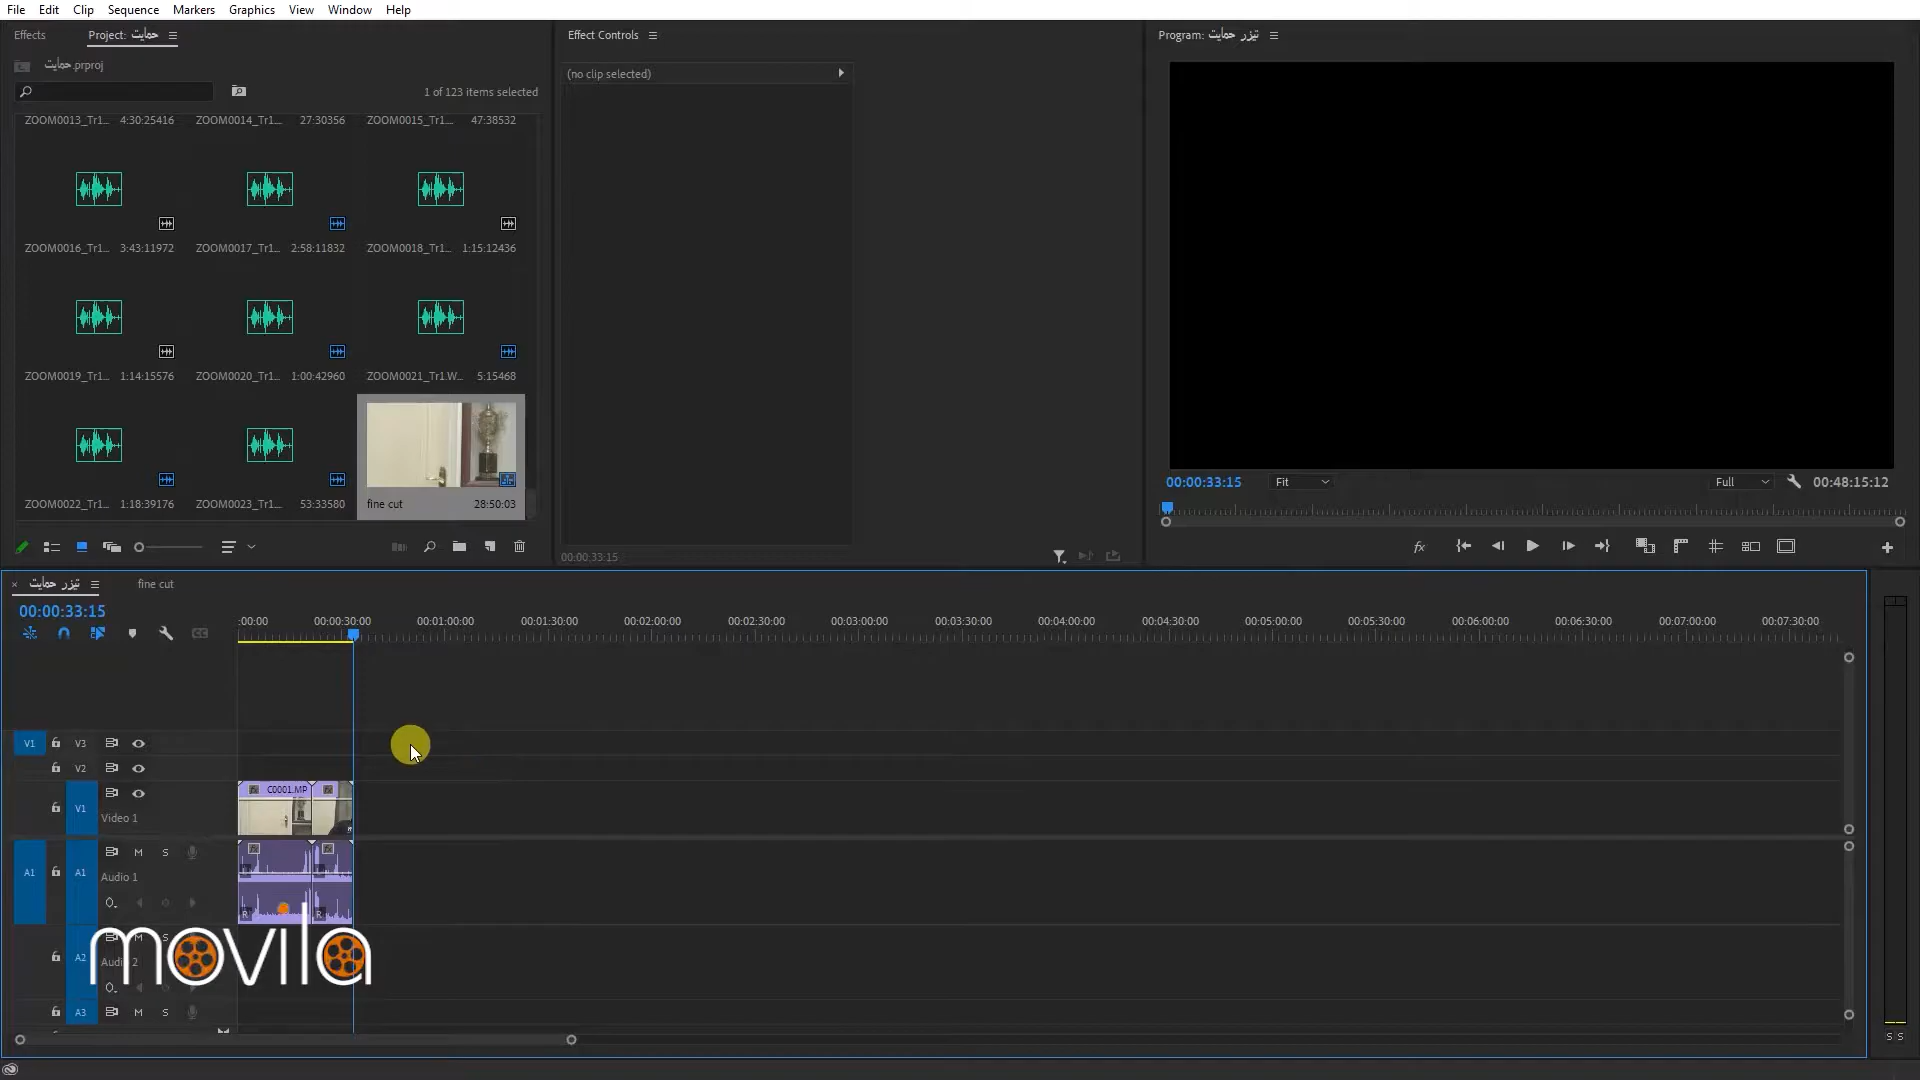 File Edit Clip Sequence Markers Graphics View Window Help
Effects Project: حمایت
حمایت.prproj
1 of 123 items selected
ZOOM0013_Tr1... 4:30:25416 ZOOM0014_Tr1... 27:30356 ZOOM0015_Tr1... 47:38532
ZOOM0016_Tr1... 3:43:11972 ZOOM0017_Tr1... 2:58:11832 ZOOM0018_Tr1... 1:15:12436
ZOOM0019_Tr1... 1:14:15576 ZOOM0020_Tr1... 1:00:42960 ZOOM0021_Tr1.W... 5:15468
ZOOM0022_Tr1... 1:18:39176 ZOOM0023_Tr1... 53:33580 fine cut 28:50:03
Effect Controls
(no clip selected)
00:00:33:15
Program: تیزر حمایت
00:00:33:15 Fit Full 00:48:15:12
fx
تیزر حمایت fine cut
00:00:33:15
:00:00 00:00:30:00 00:01:00:00 00:01:30:00 00:02:00:00 00:02:30:00 00:03:00:00 00:03:30:00 00:04:00:00 00:04:30:00 00:05:00:00 00:05:30:00 00:06:00:00 00:06:30:00 00:07:00:00 00:07:30:00
V1 V3
V2
V1 Video 1
C0001.MP
A1 A1 M S
Audio 1
R R
A2 M S
Audio 2
A3 M S
movila
S S